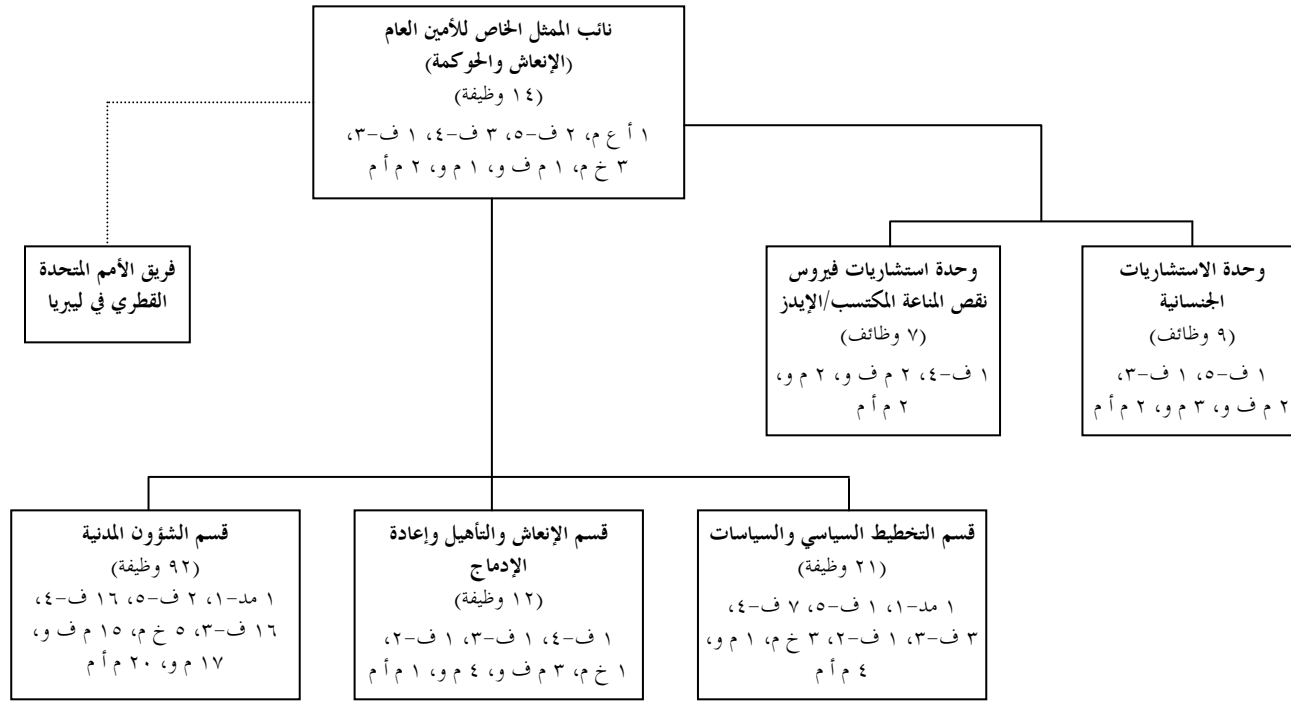 نائب الممثل الخاص للأمين العام
(الإنعاش والحوكمة)
(١٤ وظيفة)
١ أ ع م، ٢ ف-٥، ٣ ف-٤، ١ ف-٣،
٣ خ م، ١ م ف و، ١ م و، ٢ م أ م
فريق الأمم المتحدة
القطري في ليبريا
وحدة الاستشاريات
الجنسانية
(٩ وظائف)
١ ف-٥، ١ ف-٣،
٢ م ف و، ٣ م و، ٢ م أ م
وحدة استشاريات فيروس
نقص المناعة المكتسب/الإيدز
(٧ وظائف)
١ ف-٤، ٢ م ف و، ٢ م و،
٢ م أ م
قسم التخطيط السياسي والسياسات
(٢١ وظيفة)
١ مد-١، ١ ف-٥، ٧ ف-٤،
٣ ف-٣، ١ ف-٢، ٣ خ م، ١ م و،
٤ م أ م
قسم الإنعاش والتأهيل وإعادة
الإدماج
(١٢ وظيفة)
١ ف-٤، ١ ف-٣، ١ ف-٢،
١ خ م، ٣ م ف و، ٤ م و، ١ م أ م
قسم الشؤون المدنية
(٩٢ وظيفة)
١ مد-١، ٢ ف-٥، ١٦ ف-٤،
١٦ ف-٣، ٥ خ م، ١٥ م ف و،
١٧ م و، ٢٠ م أ م